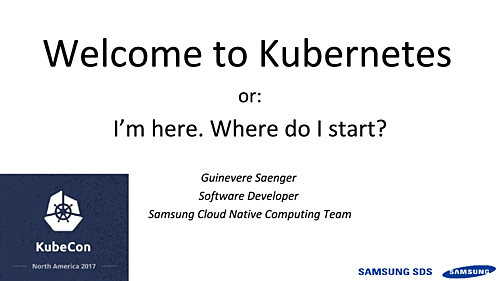 Welcome to Kubernetes
or:
I'm here. Where do I start?
Guinevere Saenger
Software Developer
Samsung Cloud Native Computing Team
KubeCon
North America 2017
SAMSUNG SDS SAMSUNG